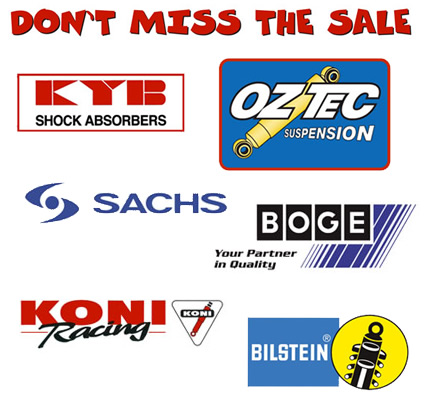 DON'T MISS THE SALE
KYB
SHOCK ABSORBERS
OZTEC
SUSPENSION
SACHS
BOGE
Your Partner
in Quality
KONI
Racing
KONI
BILSTEIN®